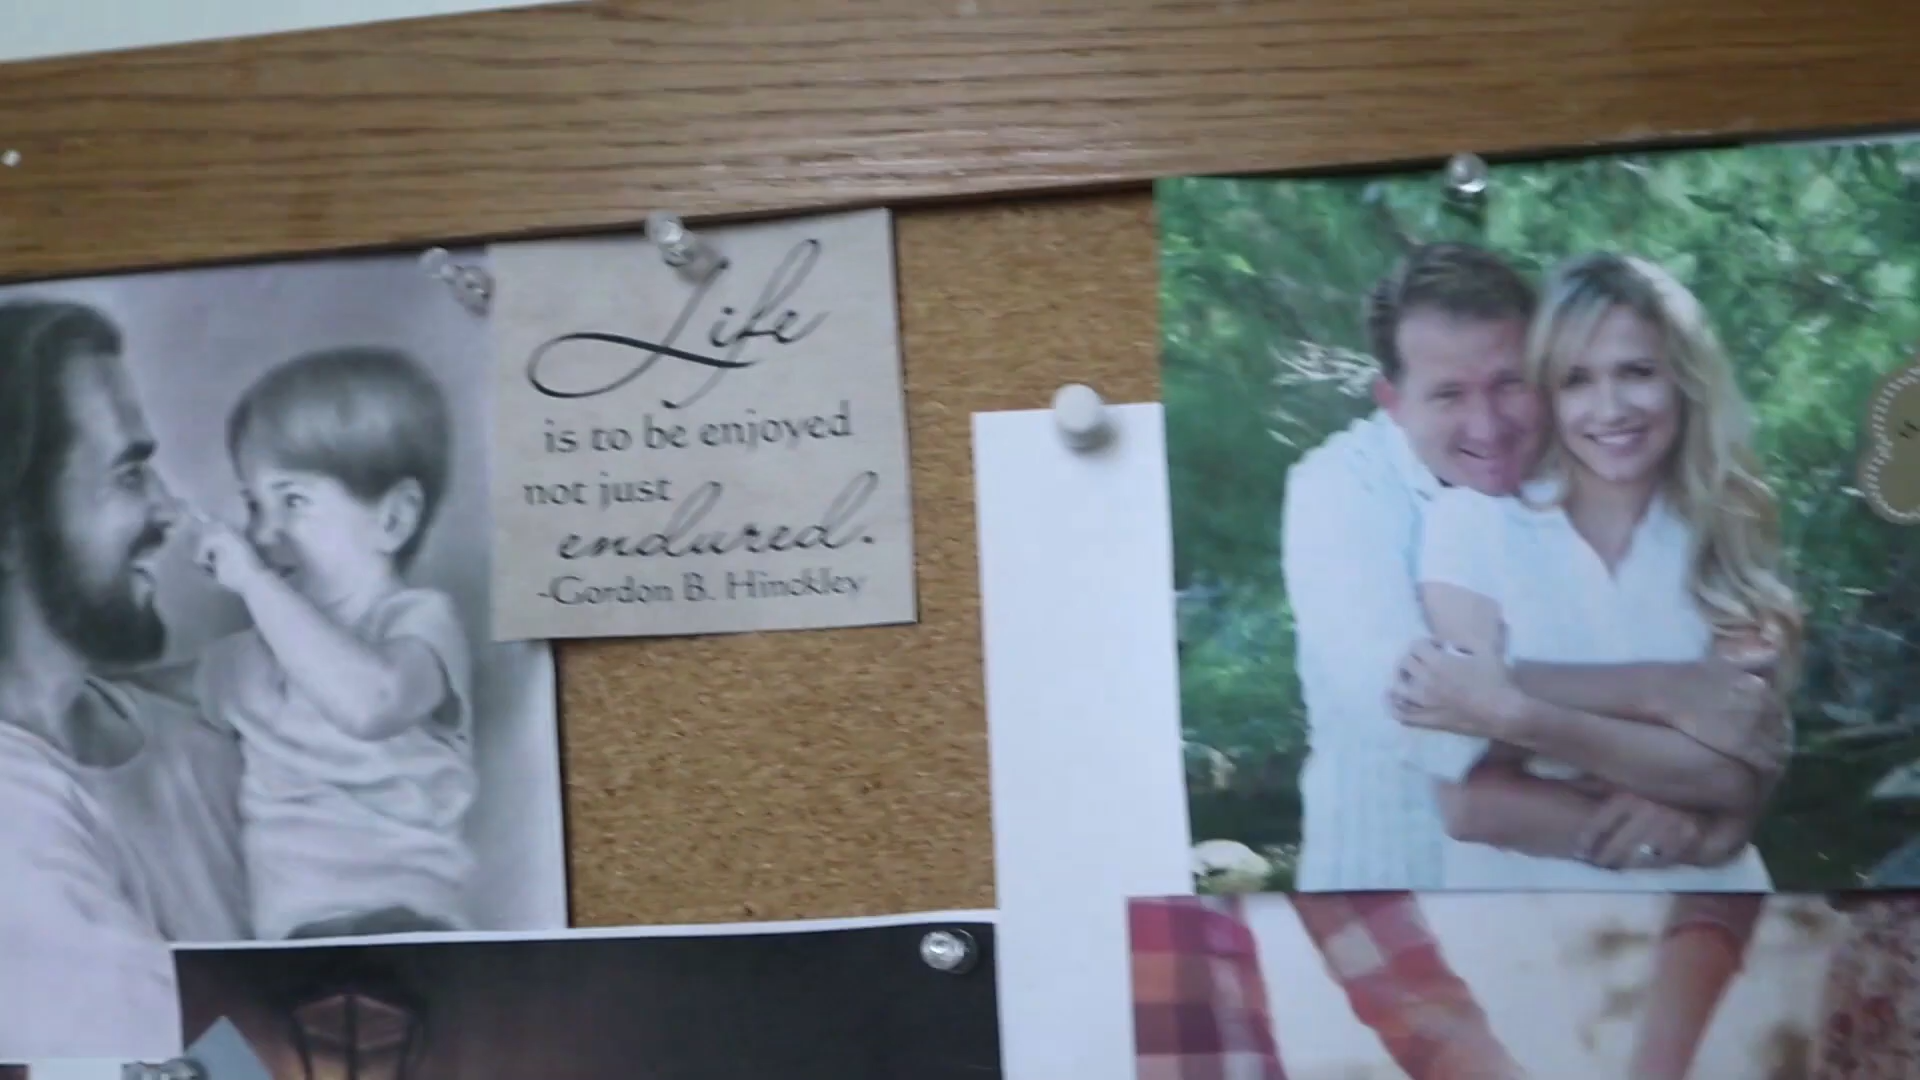 Life
is to be enjoyed
not just
endured.
-Gordon B. Hinckley